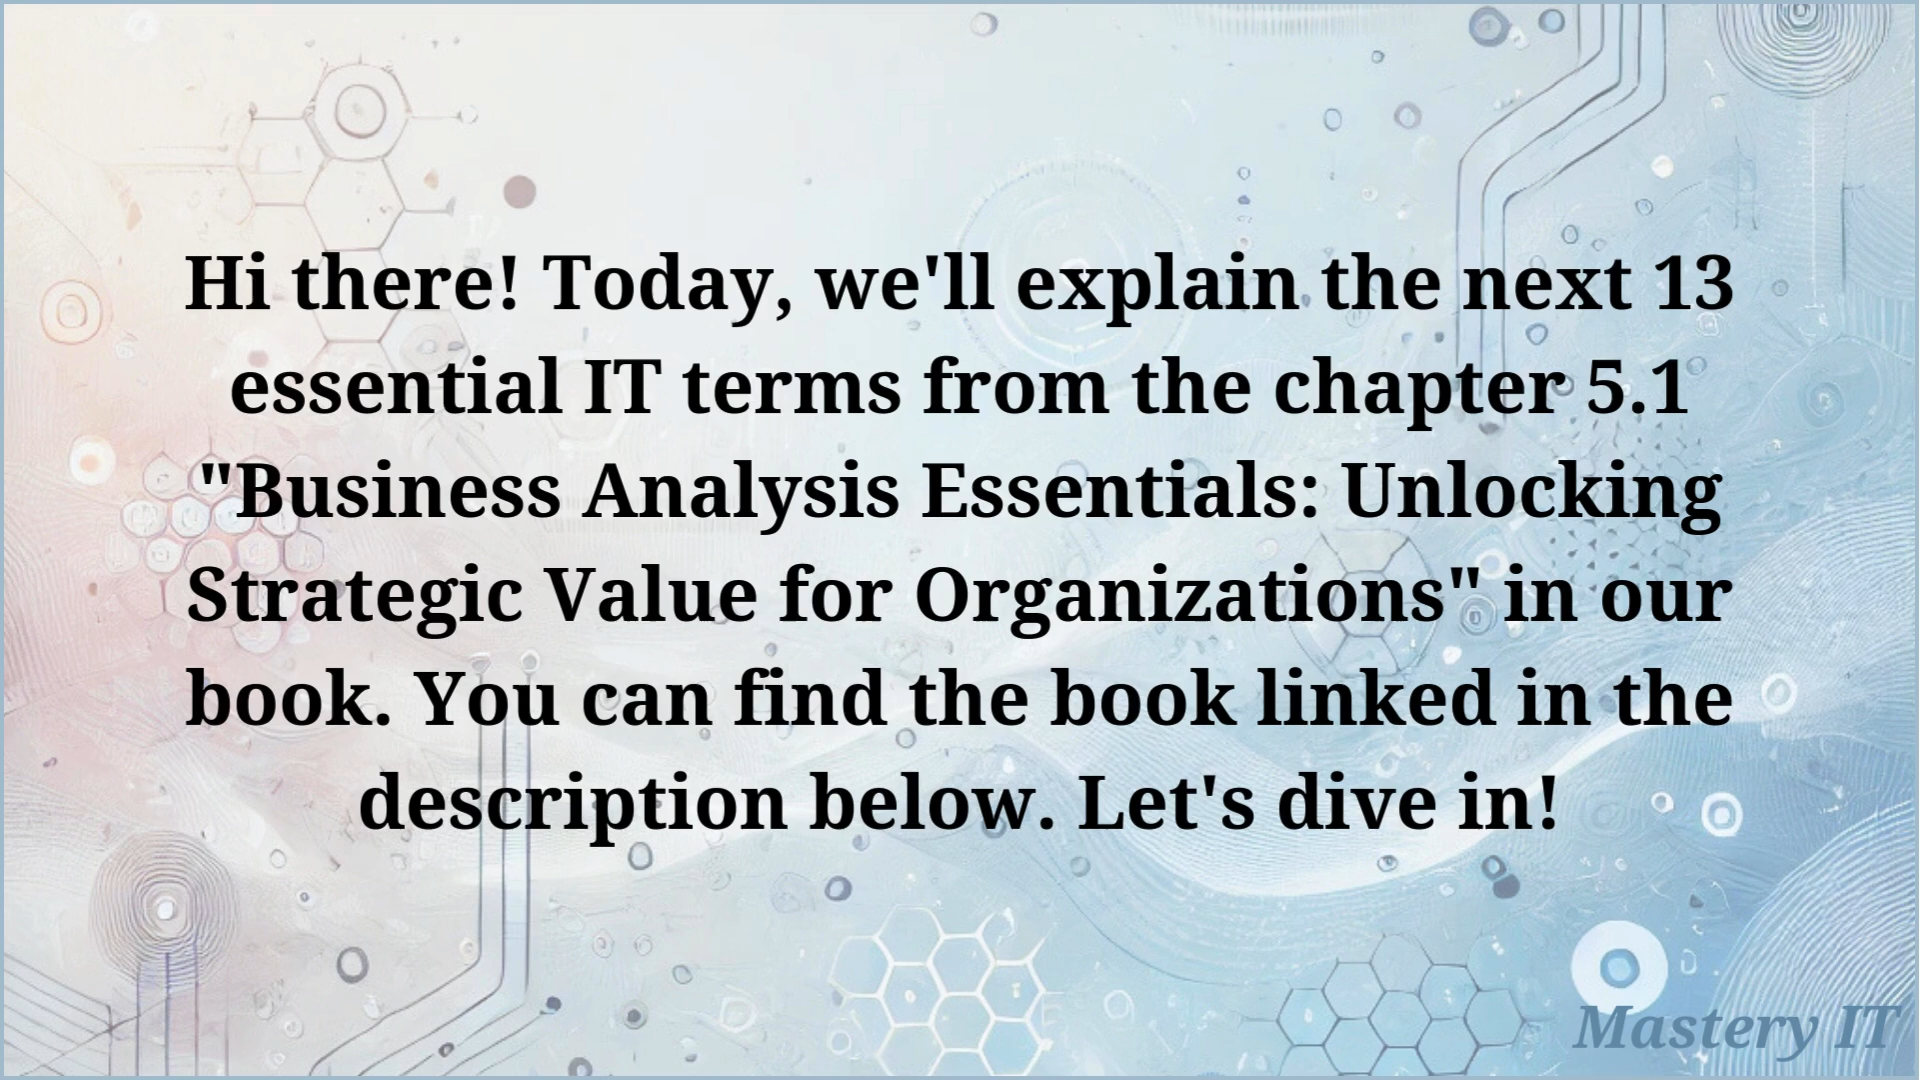 Hi there! Today, we'll explain the next 13
essential IT terms from the chapter 5.1
"Business Analysis Essentials: Unlocking
Strategic Value for Organizations" in our
book. You can find the book linked in the
description below. Let's dive in!
Mastery IT